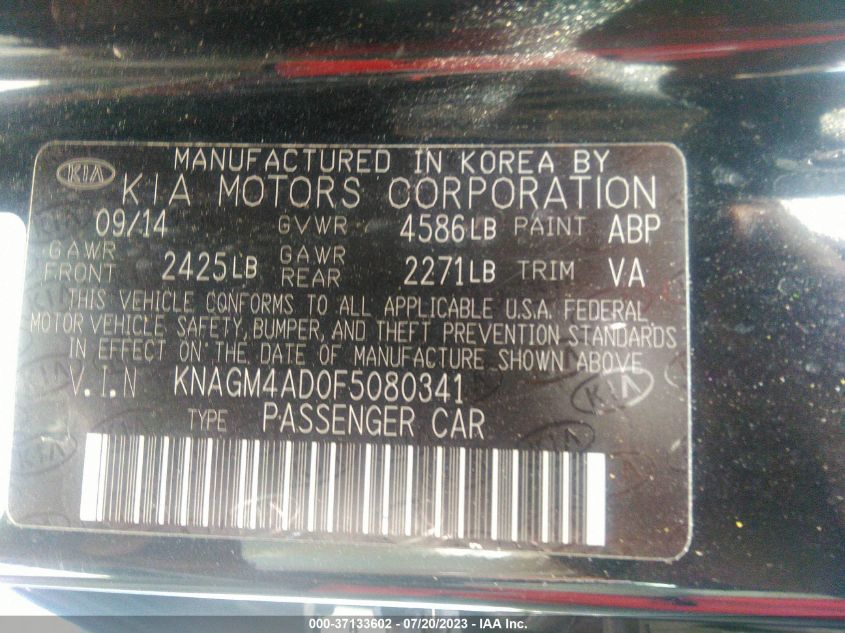 MANUFACTURED IN KOREA BY
KIA KIA MOTORS CORPORATION
09/14 GVWR 4586LB PAINT ABP
GAWR FRONT 2425LB GAWR REAR 2271LB TRIM VA
THIS VEHICLE CONFORMS TO ALL APPLICABLE U.S.A. FEDERAL
MOTOR VEHICLE SAFETY, BUMPER, AND THEFT PREVENTION STANDARDS
IN EFFECT ON THE DATE OF MANUFACTURE SHOWN ABOVE.
V.I.N KNAGM4AD0F5080341
TYPE PASSENGER CAR
000-37133602 - 07/20/2023 - IAA Inc.